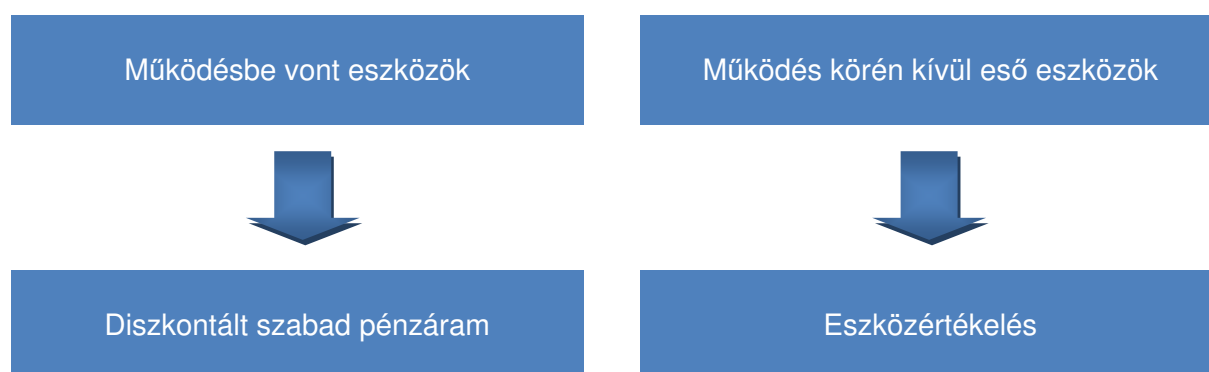 Működésbe vont eszközök
Működés körén kívül eső eszközök
Diszkontált szabad pénzáram
Eszközértékelés